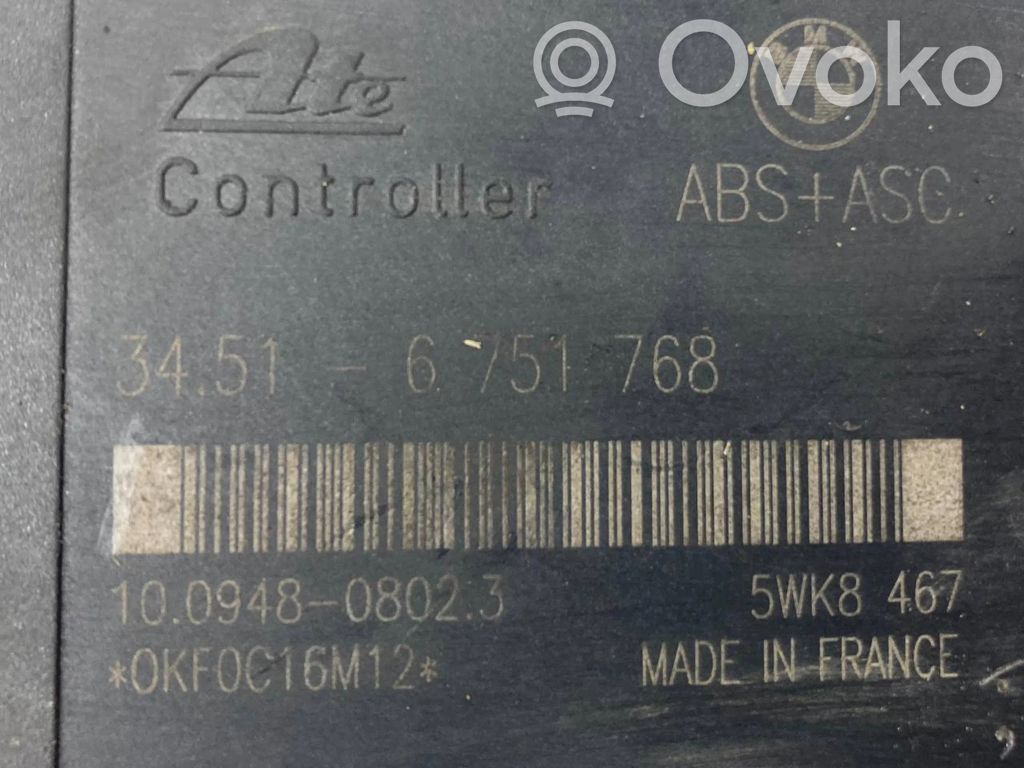 Ate
Ovoko
BMW
Controller
ABS+ASC
34.51 - 6 751 768
10.0948-0802.3
5WK8 467
*0KF0C16M12*
MADE IN FRANCE